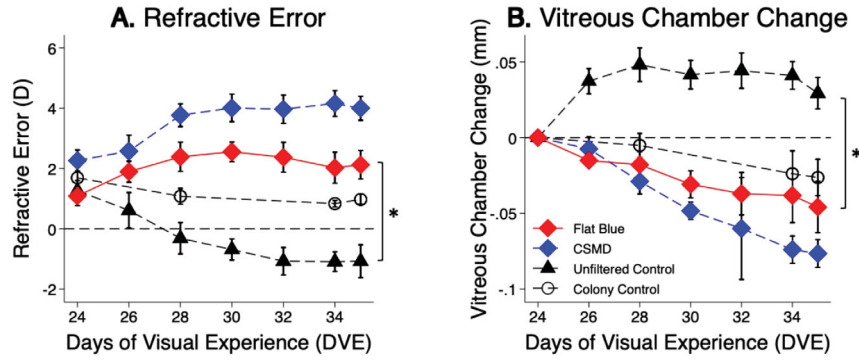 A. Refractive Error
Refractive Error (D)
6
4
2
0
-2
*
24 26 28 30 32 34
Days of Visual Experience (DVE)
B. Vitreous Chamber Change
Vitreous Chamber Change (mm)
.05
0
-.05
-.1
*
Flat Blue
CSMD
Unfiltered Control
Colony Control
24 26 28 30 32 34
Days of Visual Experience (DVE)